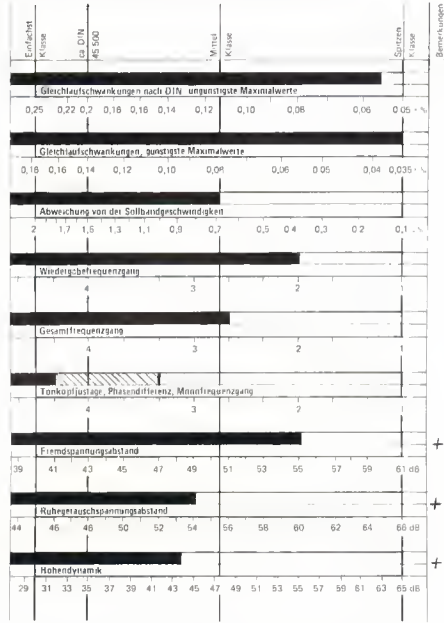 Einfachst Klasse
ca. DIN 45 500
Mittel Klasse
Spitzen Klasse
Bemerkungen
Gleichlaufschwankungen nach DIN ungünstigste Maximalwerte
0,25 0,22 0,2 0,18 0,16 0,14 0,12 0,10 0,08 0,06 0,05
Gleichlaufschwankungen, günstigste Maximalwerte
0,18 0,16 0,14 0,12 0,10 0,08 0,06 0,05 0,04 0,035
Abweichung von der Sollbandgeschwindigkeit
2 1,7 1,5 1,3 1,1 0,9 0,7 0,5 0,4 0,3 0,2 0,1
Wiedergabefrequenzgang
4 3 2 1
Gesamtfrequenzgang
4 3 2 1
Tonkopfjustage, Phasendifferenz, Monofrequenzgang
4 3 2 1
Fremdspannungsabstand
+
39 41 43 45 47 49 51 53 55 57 59 61 dB
Ruhegeräuschspannungsabstand
+
44 46 48 50 52 54 56 58 60 62 64 66 dB
Höhendynamik
+
29 31 33 35 37 39 41 43 45 47 49 51 53 55 57 59 61 63 65 dB